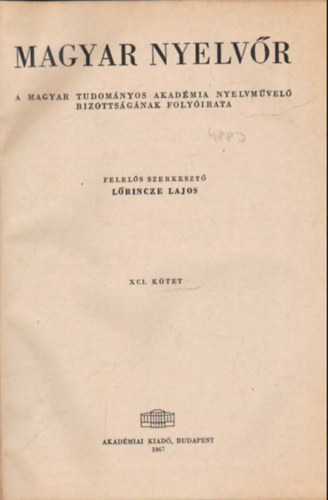 MAGYAR NYELVŐR
A MAGYAR TUDOMÁNYOS AKADÉMIA NYELVMŰVELŐ
BIZOTTSÁGÁNAK FOLYÓIRATA
FELELŐS SZERKESZTŐ
LŐRINCZE LAJOS
XCI. KÖTET
AKADÉMIAI KIADÓ, BUDAPEST
1967